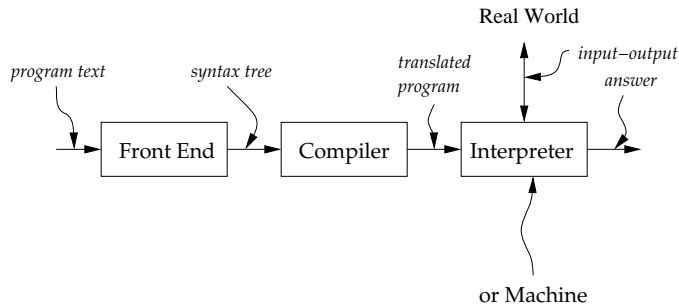 Real World
program text
syntax tree
translated
program
input–output
answer
Front End
Compiler
Interpreter
or Machine